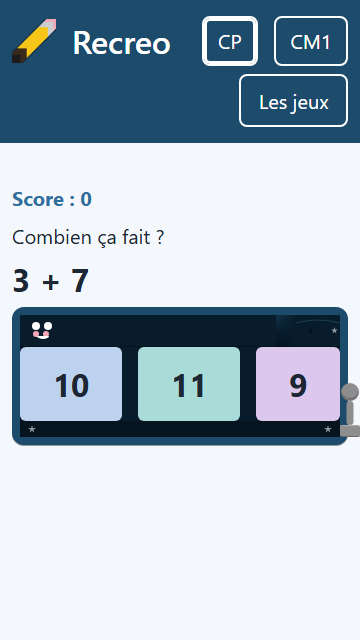 Recreo
CP
CM1
Les jeux
Score : 0
Combien ça fait ?
3 + 7
10
11
9